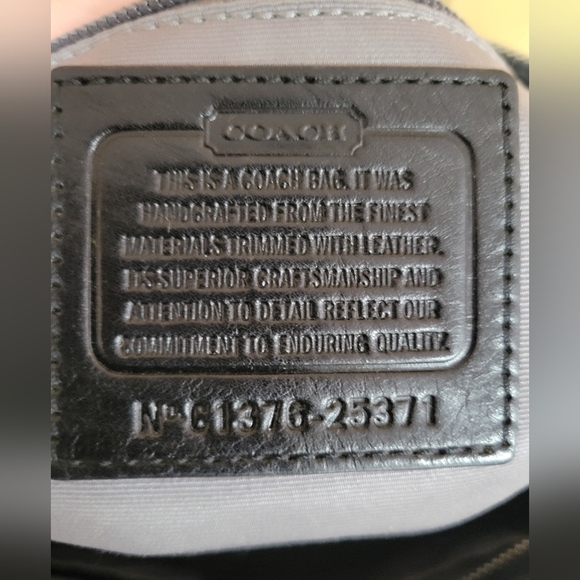 COACH
THIS IS A COACH BAG. IT WAS
HANDCRAFTED FROM THE FINEST
MATERIALS TRIMMED WITH LEATHER.
ITS SUPERIOR CRAFTSMANSHIP AND
ATTENTION TO DETAIL REFLECT OUR
COMMITMENT TO ENDURING QUALITY.
No C1376-25371